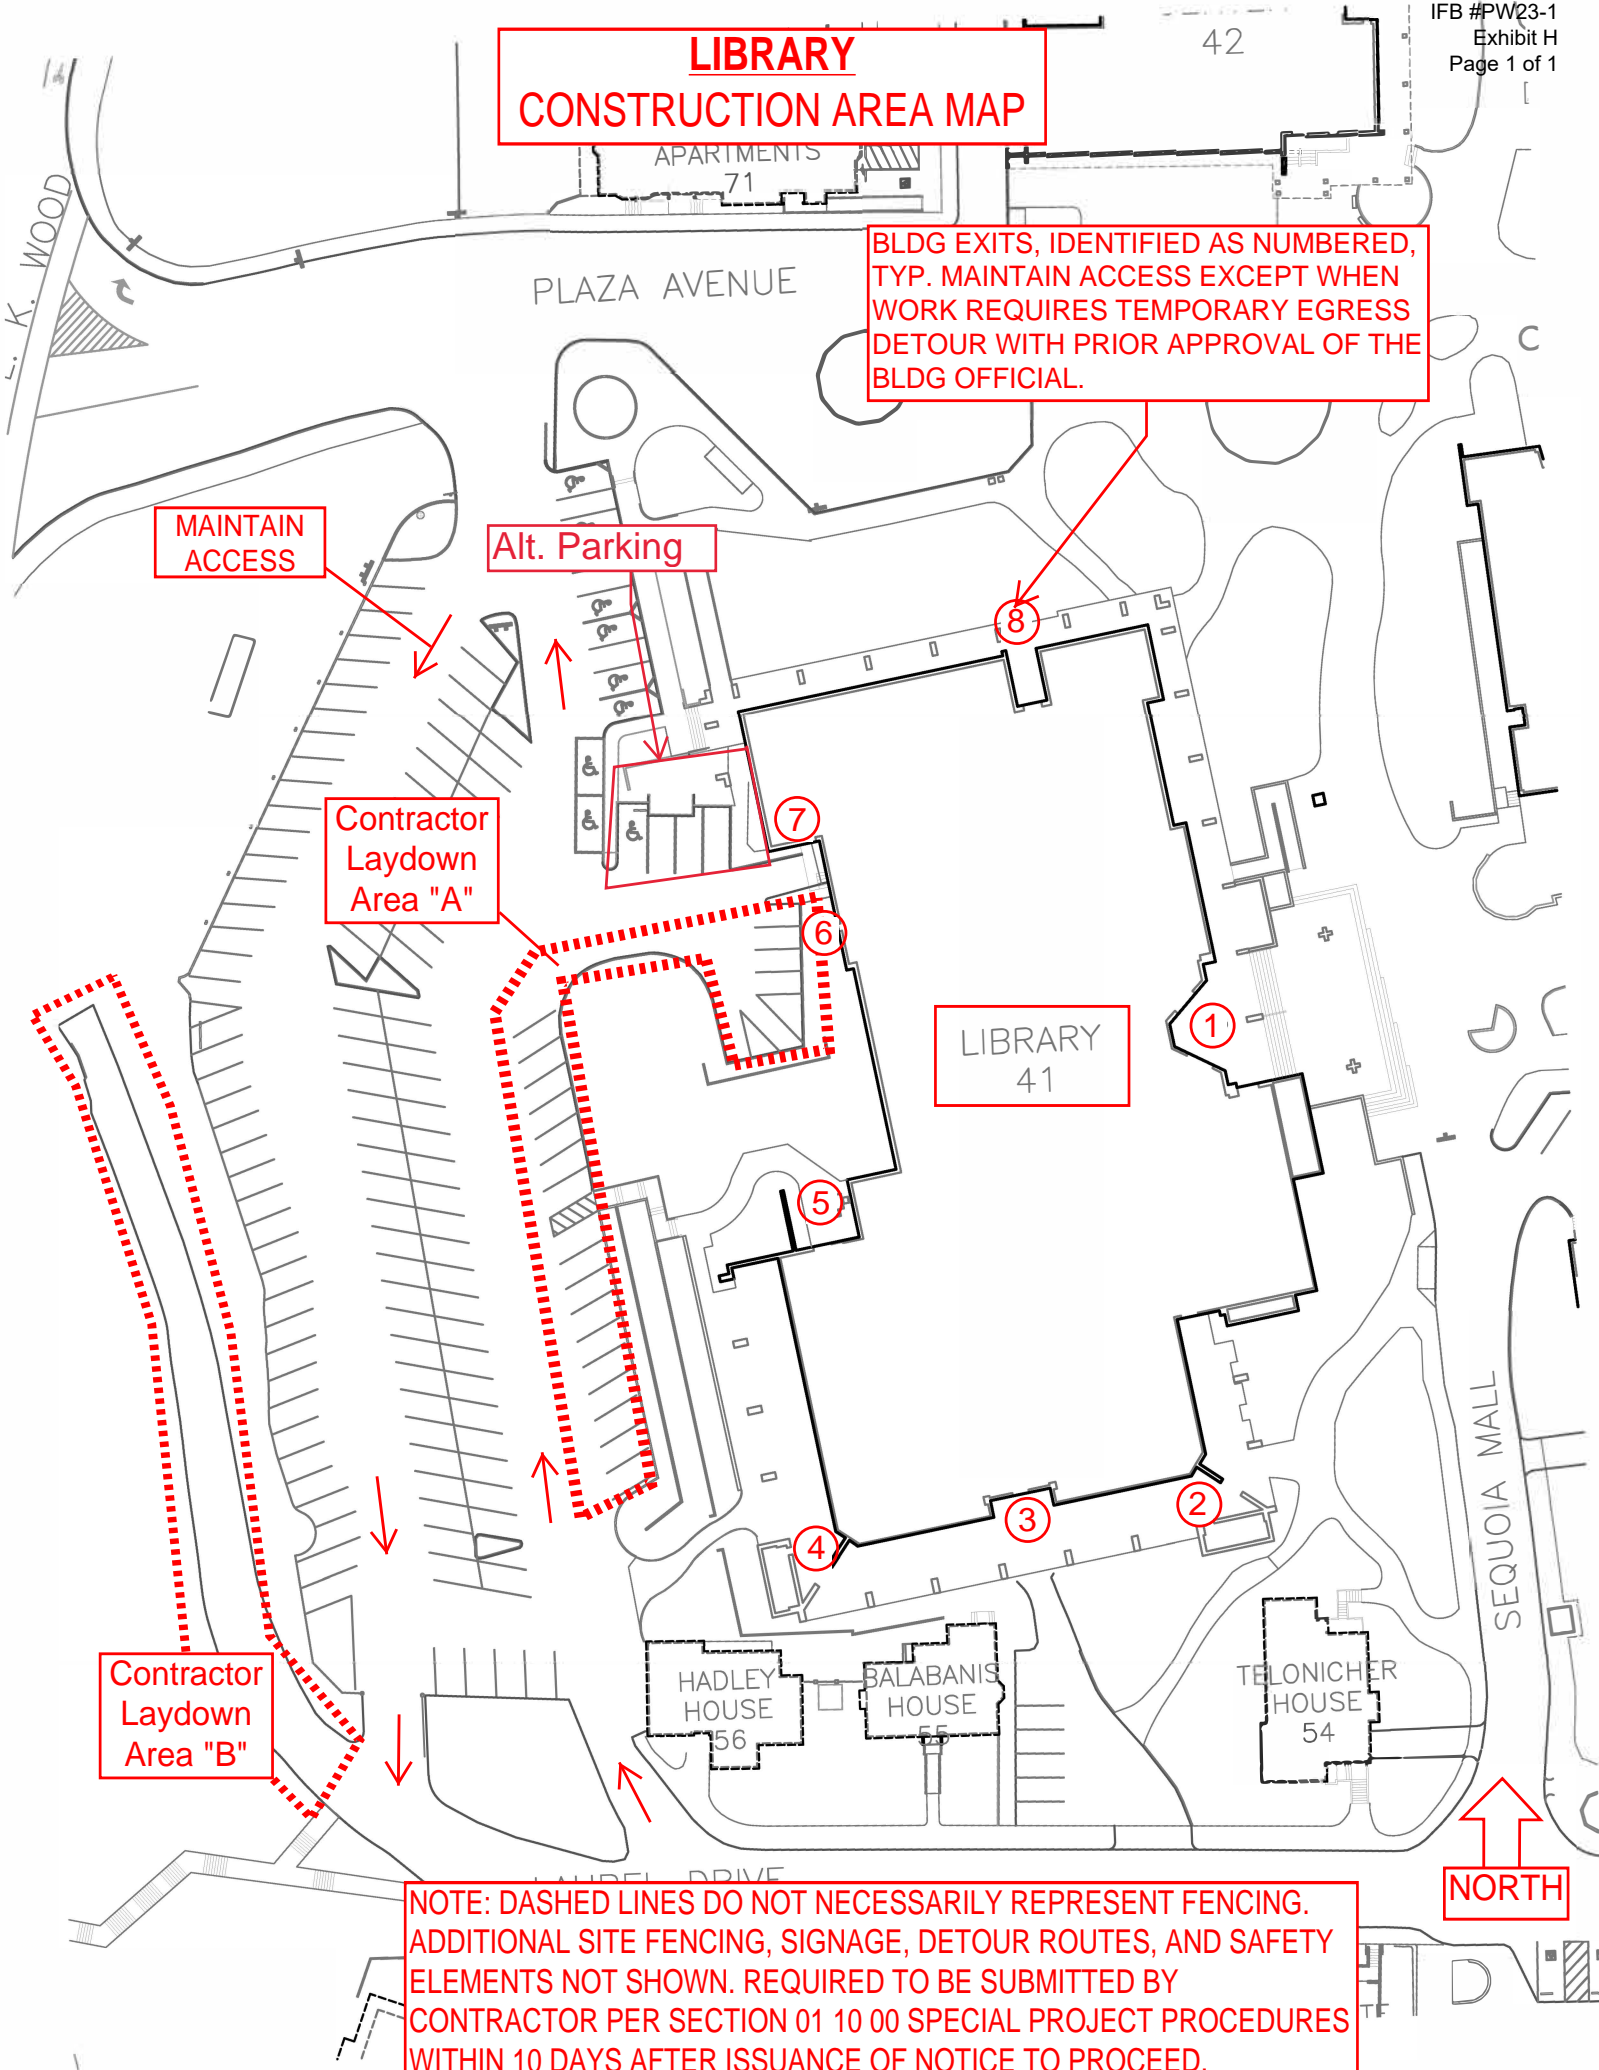 IFB #PW23-1
Exhibit H
Page 1 of 1
LIBRARY
CONSTRUCTION AREA MAP
42
APARTMENTS
71
L. K. WOOD
PLAZA AVENUE
BLDG EXITS, IDENTIFIED AS NUMBERED,
TYP. MAINTAIN ACCESS EXCEPT WHEN
WORK REQUIRES TEMPORARY EGRESS
DETOUR WITH PRIOR APPROVAL OF THE
BLDG OFFICIAL.
C
MAINTAIN
ACCESS
Alt. Parking
8
7
Contractor
Laydown
Area "A"
6
LIBRARY
41
1
5
SEQUOIA MALL
2
3
4
Contractor
Laydown
Area "B"
HADLEY
HOUSE
56
BALABANIS
HOUSE
55
TELONICHER
HOUSE
54
LAUREL DRIVE
NORTH
NOTE: DASHED LINES DO NOT NECESSARILY REPRESENT FENCING.
ADDITIONAL SITE FENCING, SIGNAGE, DETOUR ROUTES, AND SAFETY
ELEMENTS NOT SHOWN. REQUIRED TO BE SUBMITTED BY
CONTRACTOR PER SECTION 01 10 00 SPECIAL PROJECT PROCEDURES
WITHIN 10 DAYS AFTER ISSUANCE OF NOTICE TO PROCEED.